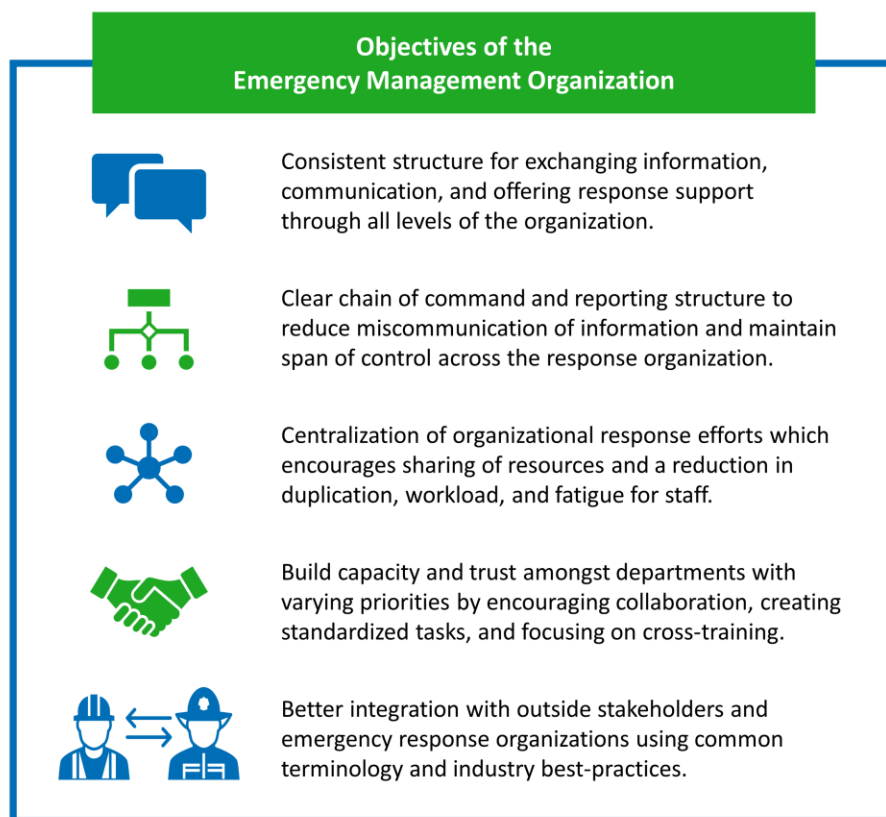 Objectives of the
Emergency Management Organization
Consistent structure for exchanging information,
communication, and offering response support
through all levels of the organization.
Clear chain of command and reporting structure to
reduce miscommunication of information and maintain
span of control across the response organization.
Centralization of organizational response efforts which
encourages sharing of resources and a reduction in
duplication, workload, and fatigue for staff.
Build capacity and trust amongst departments with
varying priorities by encouraging collaboration, creating
standardized tasks, and focusing on cross-training.
Better integration with outside stakeholders and
emergency response organizations using common
terminology and industry best-practices.